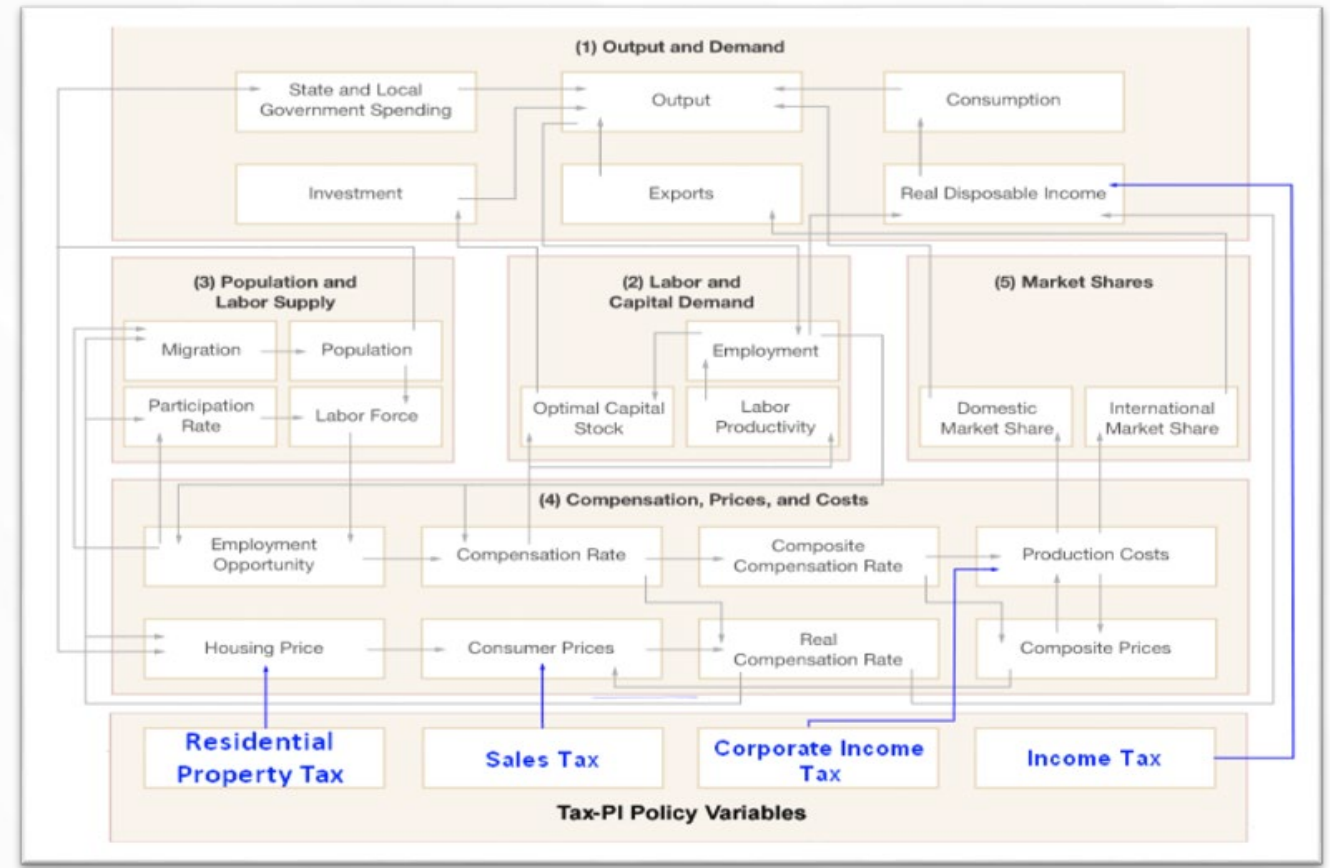 (1) Output and Demand
State and Local
Government Spending
Output
Consumption
Investment
Exports
Real Disposable Income
(3) Population and
Labor Supply
Migration
Population
Participation
Rate
Labor Force
(2) Labor and
Capital Demand
Employment
Optimal Capital
Stock
Labor
Productivity
(5) Market Shares
Domestic
Market Share
International
Market Share
(4) Compensation, Prices, and Costs
Employment
Opportunity
Compensation Rate
Composite
Compensation Rate
Production Costs
Housing Price
Consumer Prices
Real
Compensation Rate
Composite Prices
Residential
Property Tax
Sales Tax
Corporate Income
Tax
Income Tax
Tax-PI Policy Variables